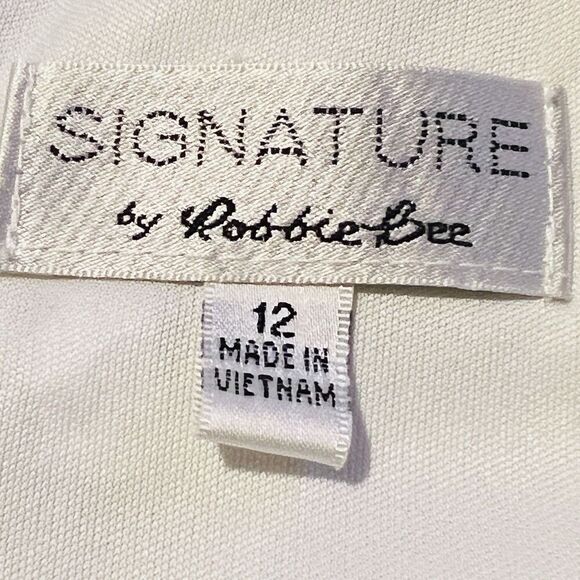 SIGNATURE
by Robbie Bee
12
MADE IN
VIETNAM